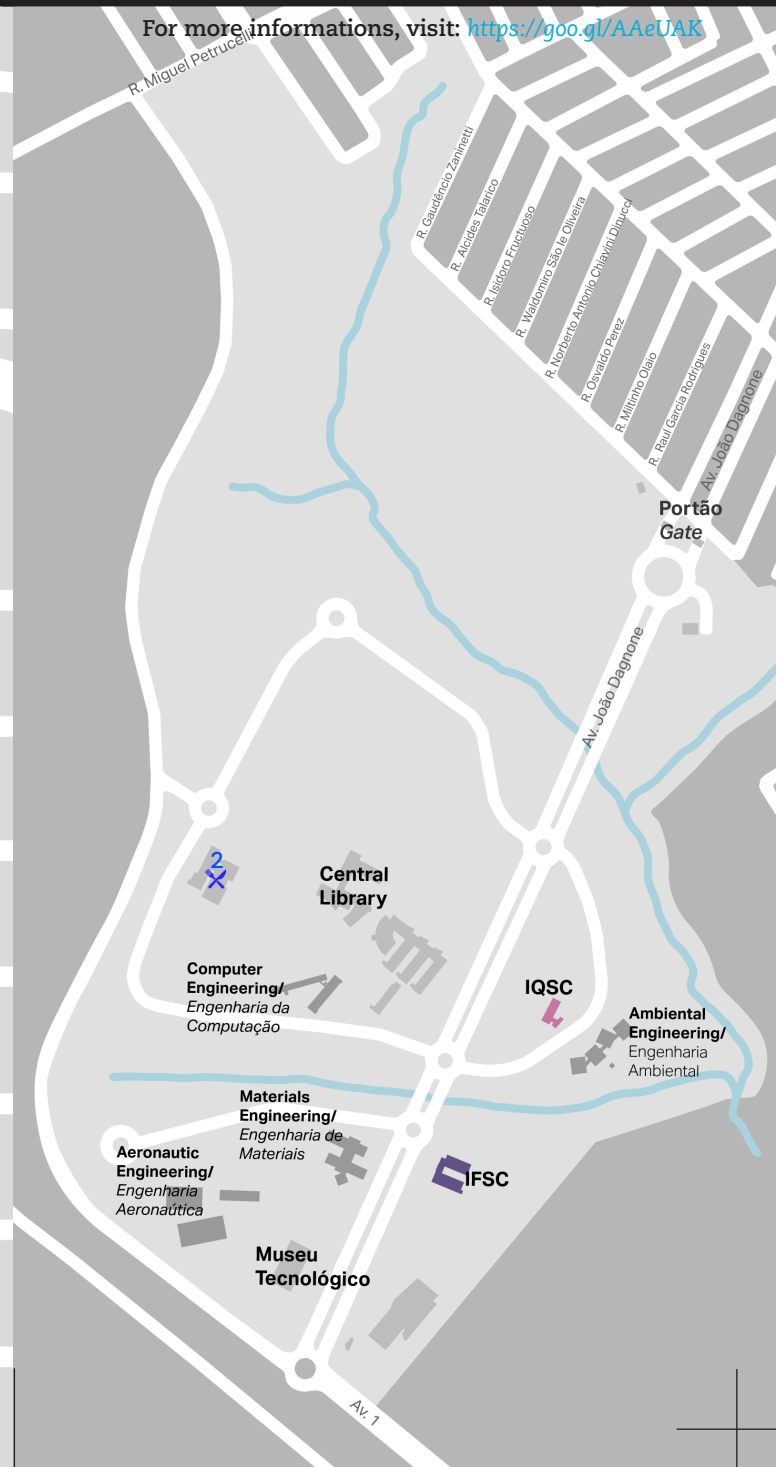 For more informations, visit: https://goo.gl/AAeUAK
R. Miguel Petrucelli
R. Gaudêncio Zaninetti
R. Alcides Talarico
R. Isidoro Fructuoso
R. Waldomiro São le Oliveira
R. Norberto Antonio Chiavini Dinucci
R. Osvaldo Perez
R. Miltinho Olaio
R. Raul Garcia Rodrigues
Av. João Dagnone
Portão
Gate
Av. João Dagnone
2
Central
Library
Computer
Engineering/
Engenharia da
Computação
IQSC
Ambiental
Engineering/
Engenharia
Ambiental
Materials
Engineering/
Engenharia de
Materiais
Aeronautic
Engineering/
Engenharia
Aeronaútica
IFSC
Museu
Tecnológico
Av. 1